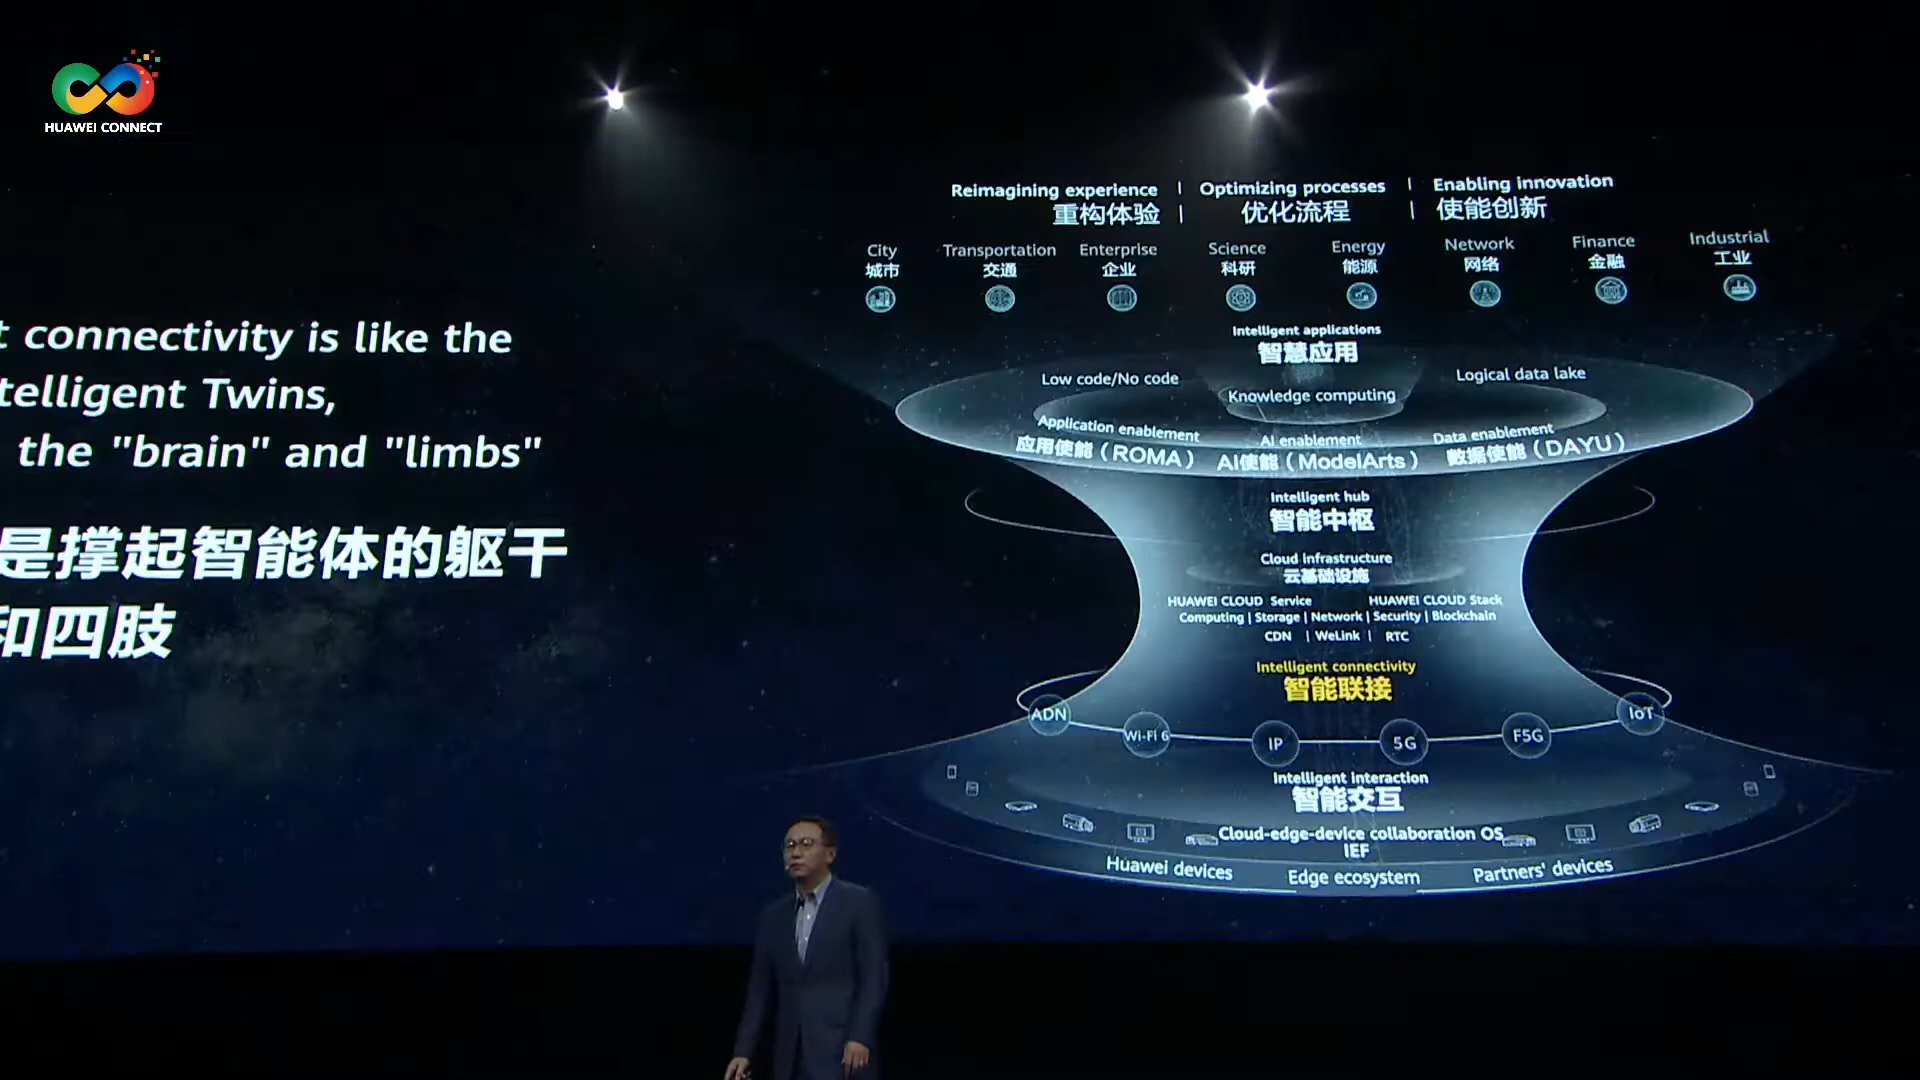 HUAWEI CONNECT
connectivity is like the
telligent Twins,
the "brain" and "limbs"
是撑起智能体的躯干
和四肢
Reimagining experience | Optimizing processes | Enabling innovation
重构体验 | 优化流程 | 使能创新
City Transportation Enterprise Science Energy Network Finance Industrial
城市 交通 企业 科研 能源 网络 金融 工业
Intelligent applications
智慧应用
Low code/No code Knowledge computing Logical data lake
Application enablement AI enablement Data enablement
应用使能（ROMA） AI使能（ModelArts） 数据使能（DAYU）
Intelligent hub
智能中枢
Cloud infrastructure
云基础设施
HUAWEI CLOUD Service HUAWEI CLOUD Stack
Computing | Storage | Network | Security | Blockchain
CDN | WeLink | RTC
Intelligent connectivity
智能联接
ADN Wi-Fi 6 IP 5G F5G IoT
Intelligent interaction
智能交互
Cloud-edge-device collaboration OS
IEF
Huawei devices Edge ecosystem Partners' devices